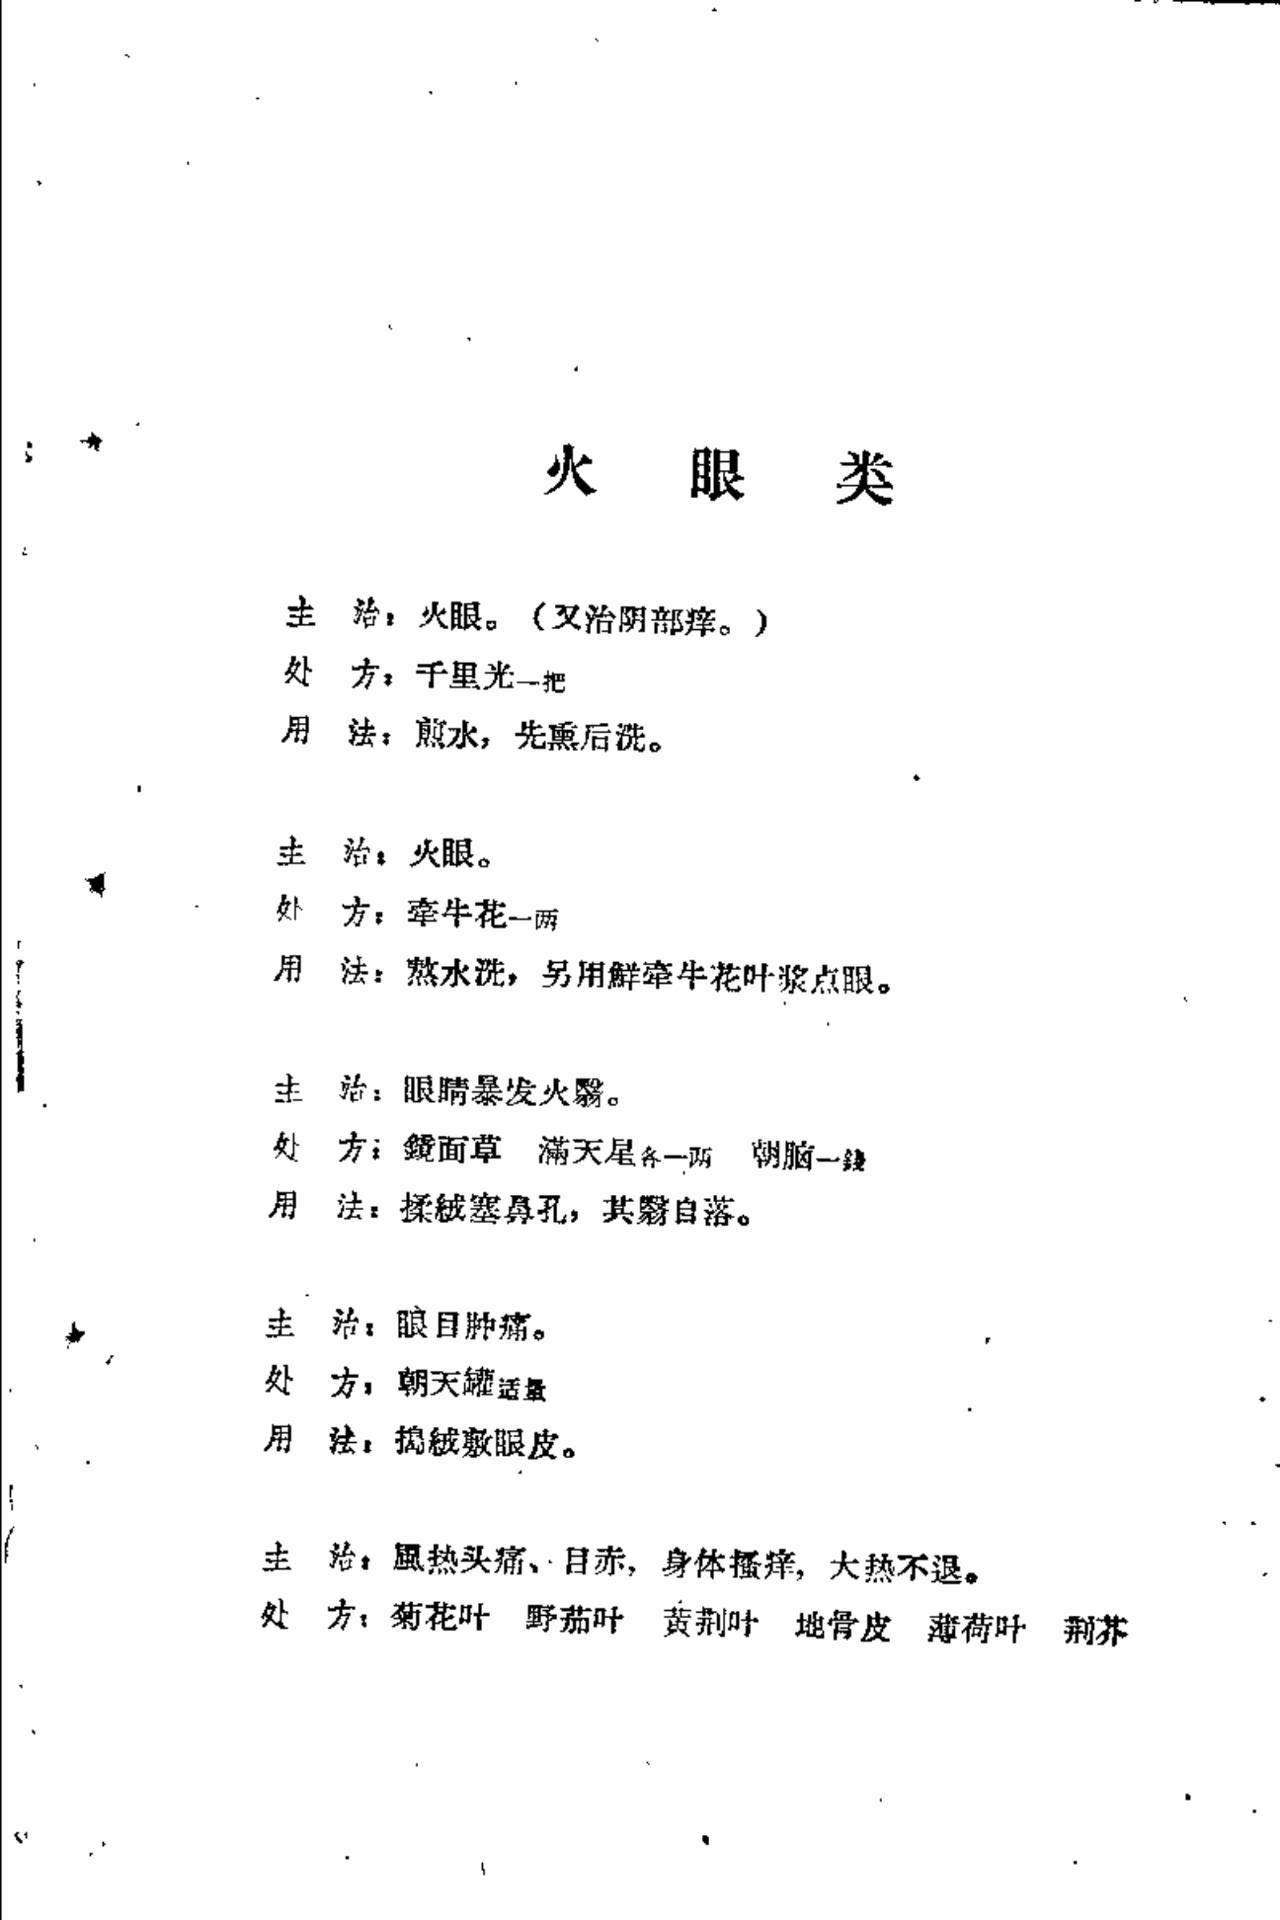 火 眼 类
主 治：火眼。（又治阴部痒。）
处 方：千里光一把
用 法：煎水，先熏后洗。
主 治：火眼。
处 方：牵牛花一两
用 法：熬水洗，另用鮮牵牛花叶浆点眼。
主 治：眼睛暴发火翳。
处 方：鏡面草 滿天星各一两 朝脑一錢
用 法：揉絨塞鼻孔，其翳自落。
主 治：眼目肿痛。
处 方：朝天罐适量
用 法：搗絨敷眼皮。
主 治：風热头痛、目赤，身体搔痒，大热不退。
处 方：菊花叶 野茄叶 黄荆叶 地骨皮 薄荷叶 荆芥